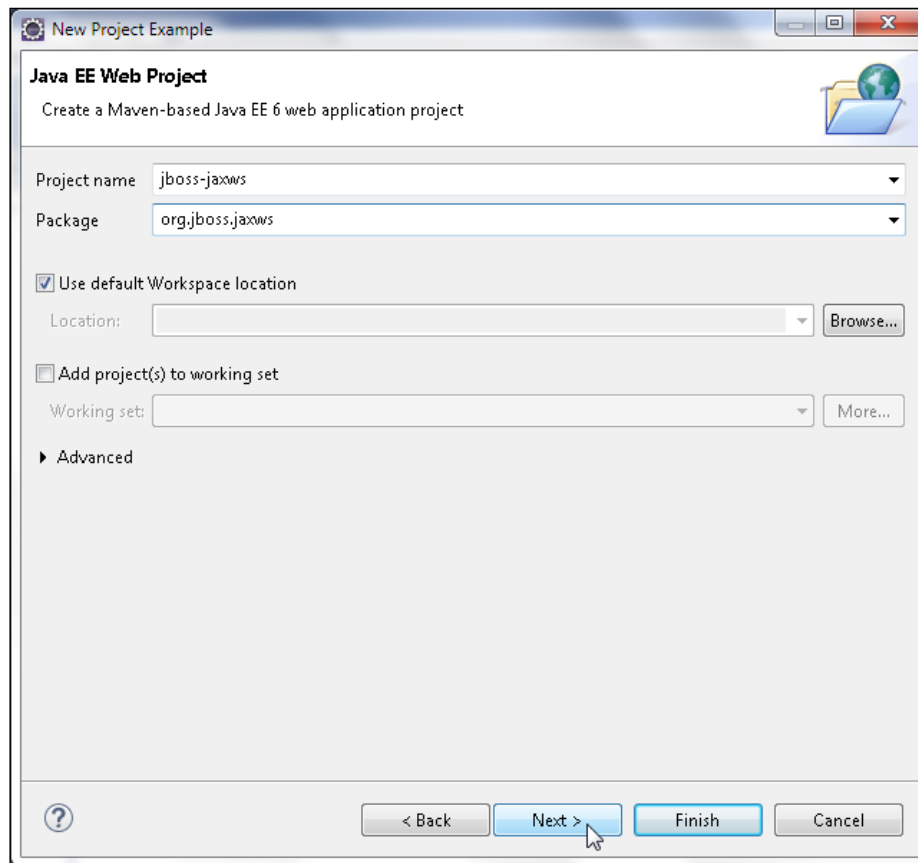 New Project Example
Java EE Web Project
Create a Maven-based Java EE 6 web application project
Project name jboss-jaxws
Package org.jboss.jaxws
Use default Workspace location
Location: Browse...
Add project(s) to working set
Working set: More...
Advanced
? < Back Next > Finish Cancel